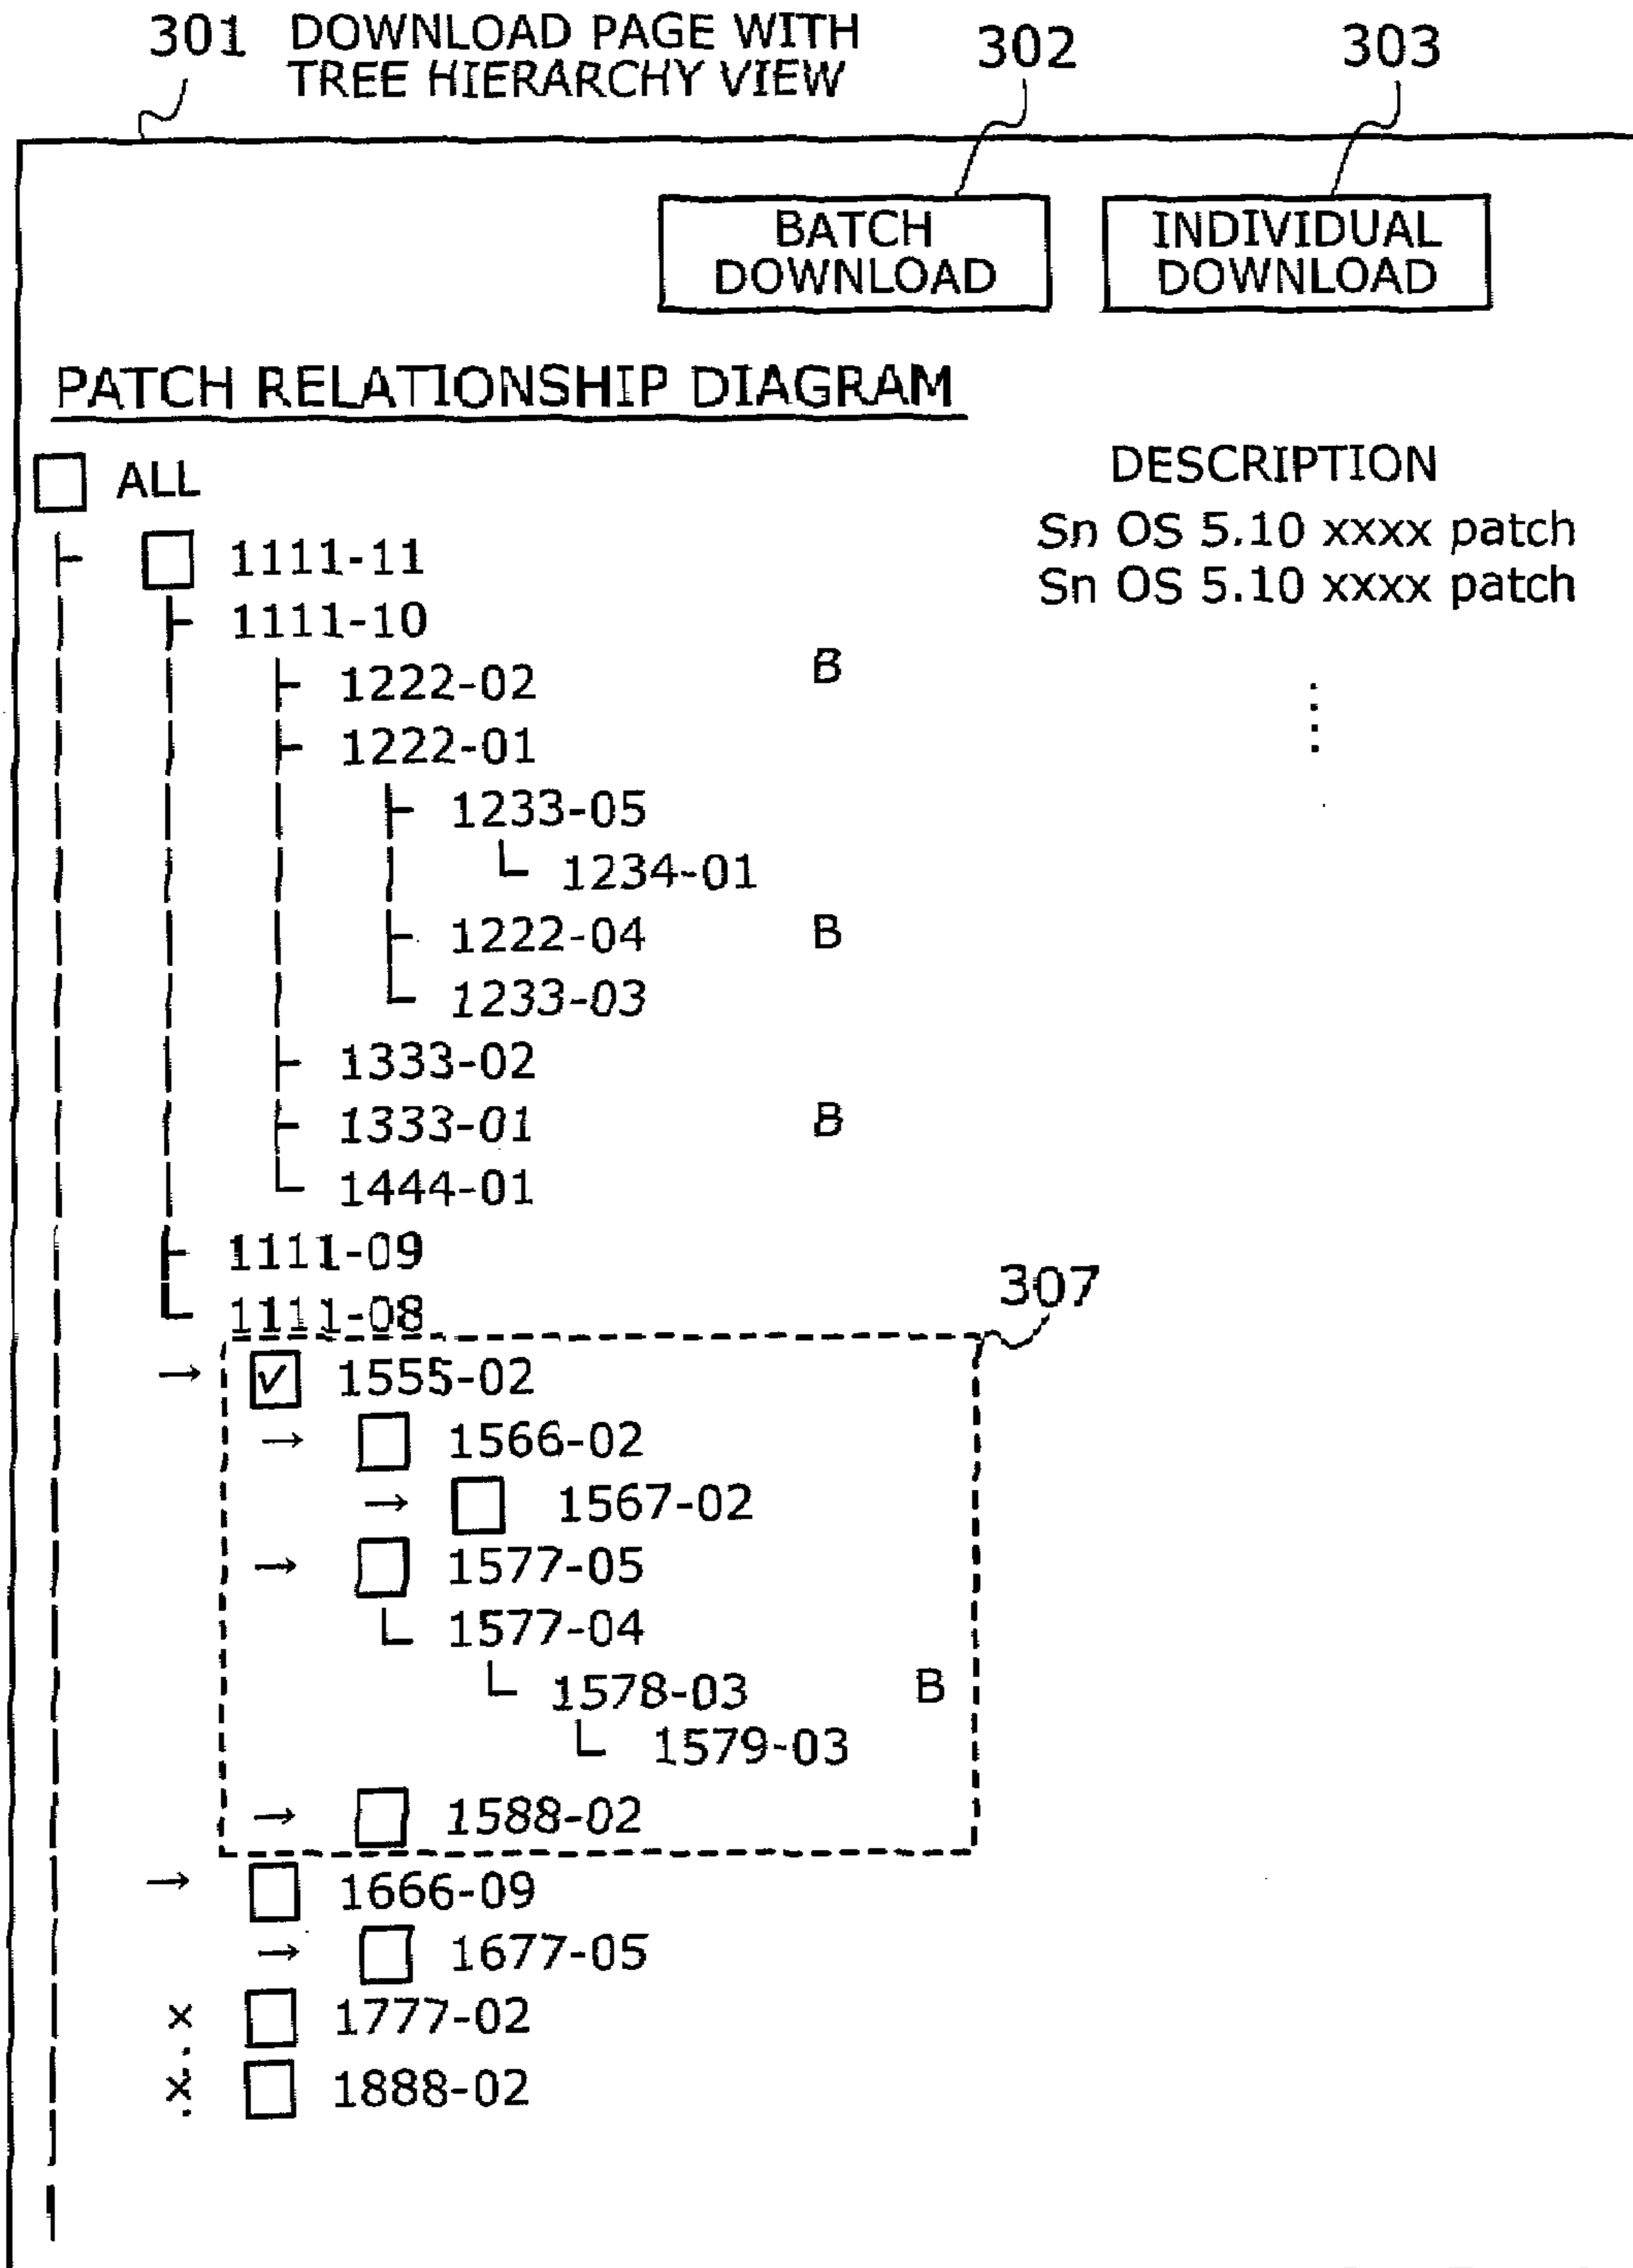 301 DOWNLOAD PAGE WITH
TREE HIERARCHY VIEW
302
303
BATCH
DOWNLOAD
INDIVIDUAL
DOWNLOAD
PATCH RELATIONSHIP DIAGRAM
ALL
DESCRIPTION
Sn OS 5.10 xxxx patch
Sn OS 5.10 xxxx patch
1111-11
1111-10
1222-02 B
1222-01
1233-05
1234-01
1222-04 B
1233-03
1333-02
1333-01 B
1444-01
1111-09
1111-08
307
→ ✓ 1555-02
→ 1566-02
→ 1567-02
→ 1577-05
1577-04
1578-03 B
1579-03
→ 1588-02
→ 1666-09
→ 1677-05
x 1777-02
x 1888-02